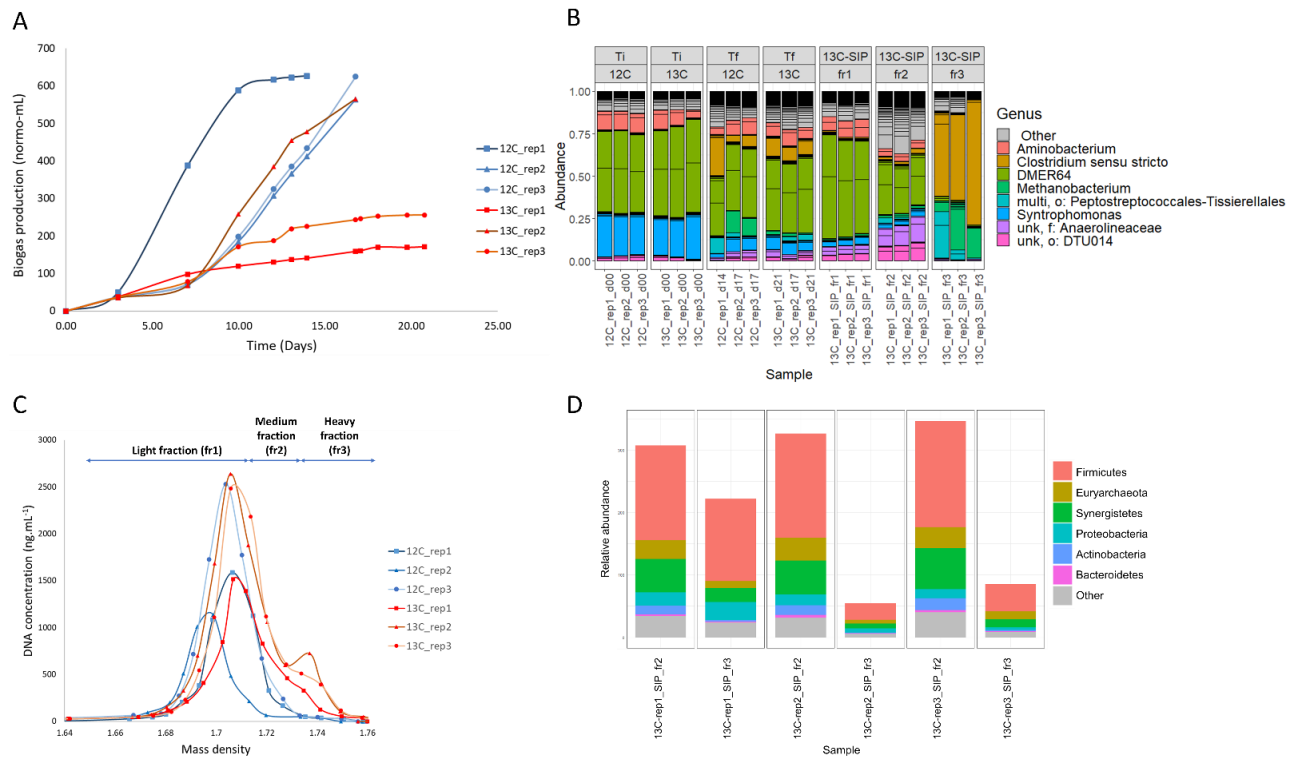 A
Biogas production (normo-mL)
700
600
500
400
300
200
100
0
0.00 5.00 10.00 15.00 20.00 25.00
Time (Days)
12C_rep1
12C_rep2
12C_rep3
13C_rep1
13C_rep2
13C_rep3
B
Ti Ti Tf Tf 13C-SIP 13C-SIP 13C-SIP
12C 13C 12C 13C fr1 fr2 fr3
Abundance
1.00
0.75
0.50
0.25
0.00
12C_rep1_d00
12C_rep2_d00
12C_rep3_d00
13C_rep1_d00
13C_rep2_d00
13C_rep3_d00
12C_rep1_d14
12C_rep2_d17
12C_rep3_d17
13C_rep1_d21
13C_rep2_d17
13C_rep3_d21
13C_rep1_SIP_fr1
13C_rep2_SIP_fr1
13C_rep3_SIP_fr1
13C_rep1_SIP_fr2
13C_rep2_SIP_fr2
13C_rep3_SIP_fr2
13C_rep1_SIP_fr3
13C_rep2_SIP_fr3
13C_rep3_SIP_fr3
Sample
Genus
Other
Aminobacterium
Clostridium sensu stricto
DMER64
Methanobacterium
multi, o: Peptostreptococcales-Tissierellales
Syntrophomonas
unk, f: Anaerolineaceae
unk, o: DTU014
C
Light fraction (fr1)
Medium
fraction
(fr2)
Heavy
fraction
(fr3)
DNA concentration (ng.mL⁻¹)
3000
2500
2000
1500
1000
500
0
1.64 1.66 1.68 1.7 1.72 1.74 1.76
Mass density
12C_rep1
12C_rep2
12C_rep3
13C_rep1
13C_rep2
13C_rep3
D
Relative abundance
13C-rep1_SIP_fr2
13C-rep1_SIP_fr3
13C-rep2_SIP_fr2
13C-rep2_SIP_fr3
13C-rep3_SIP_fr2
13C-rep3_SIP_fr3
Sample
Firmicutes
Euryarchaeota
Synergistetes
Proteobacteria
Actinobacteria
Bacteroidetes
Other